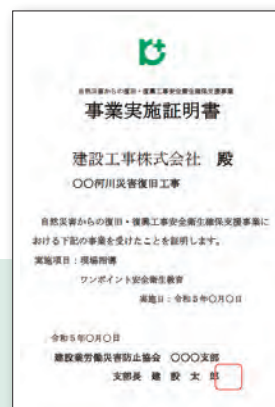 自然災害からの復旧・復興工事安全衛生確保支援事業
事業実施証明書
建設工事株式会社 殿
〇〇河川災害復旧工事
自然災害からの復旧・復興工事安全衛生確保支援事業に
おける下記の事業を受けたことを証明します。
実施項目：現場指導
ワンポイント安全衛生教育
実施日：令和5年〇月〇日
令和5年〇月〇日
建設業労働災害防止協会 〇〇〇支部
支部長 建 設 太 郎